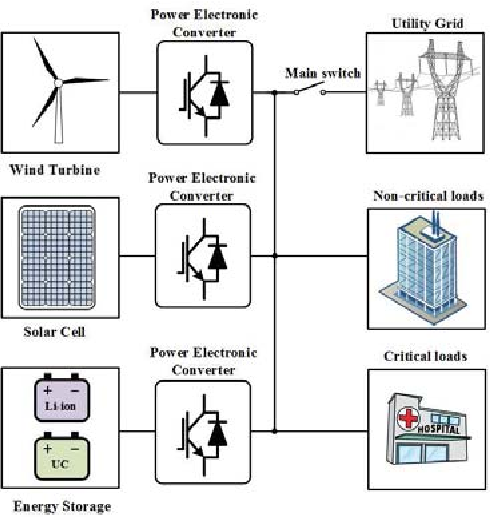 Power Electronic
Converter
Utility Grid
Main switch
Wind Turbine
Power Electronic
Converter
Non-critical loads
Solar Cell
Power Electronic
Converter
Critical loads
+ −
Li-ion
+ −
UC
HOSPITAL
Energy Storage